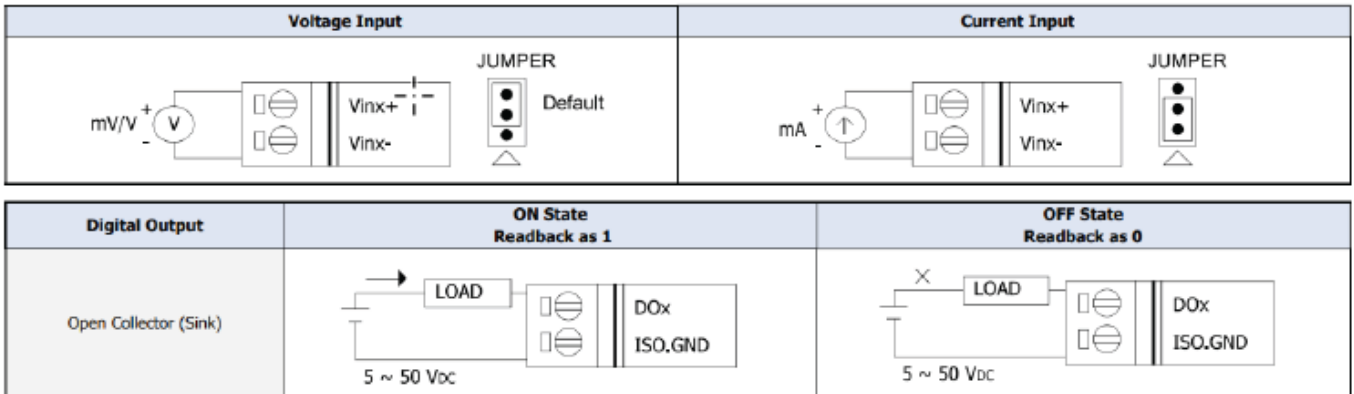 Voltage Input
Current Input
JUMPER
Vinx+
Default
mV/V
+
V
-
Vinx-
JUMPER
Vinx+
mA
+
-
Vinx-
Digital Output
ON State
Readback as 1
OFF State
Readback as 0
Open Collector (Sink)
LOAD
DOx
ISO.GND
5 ~ 50 VDC
LOAD
DOx
ISO.GND
5 ~ 50 VDC